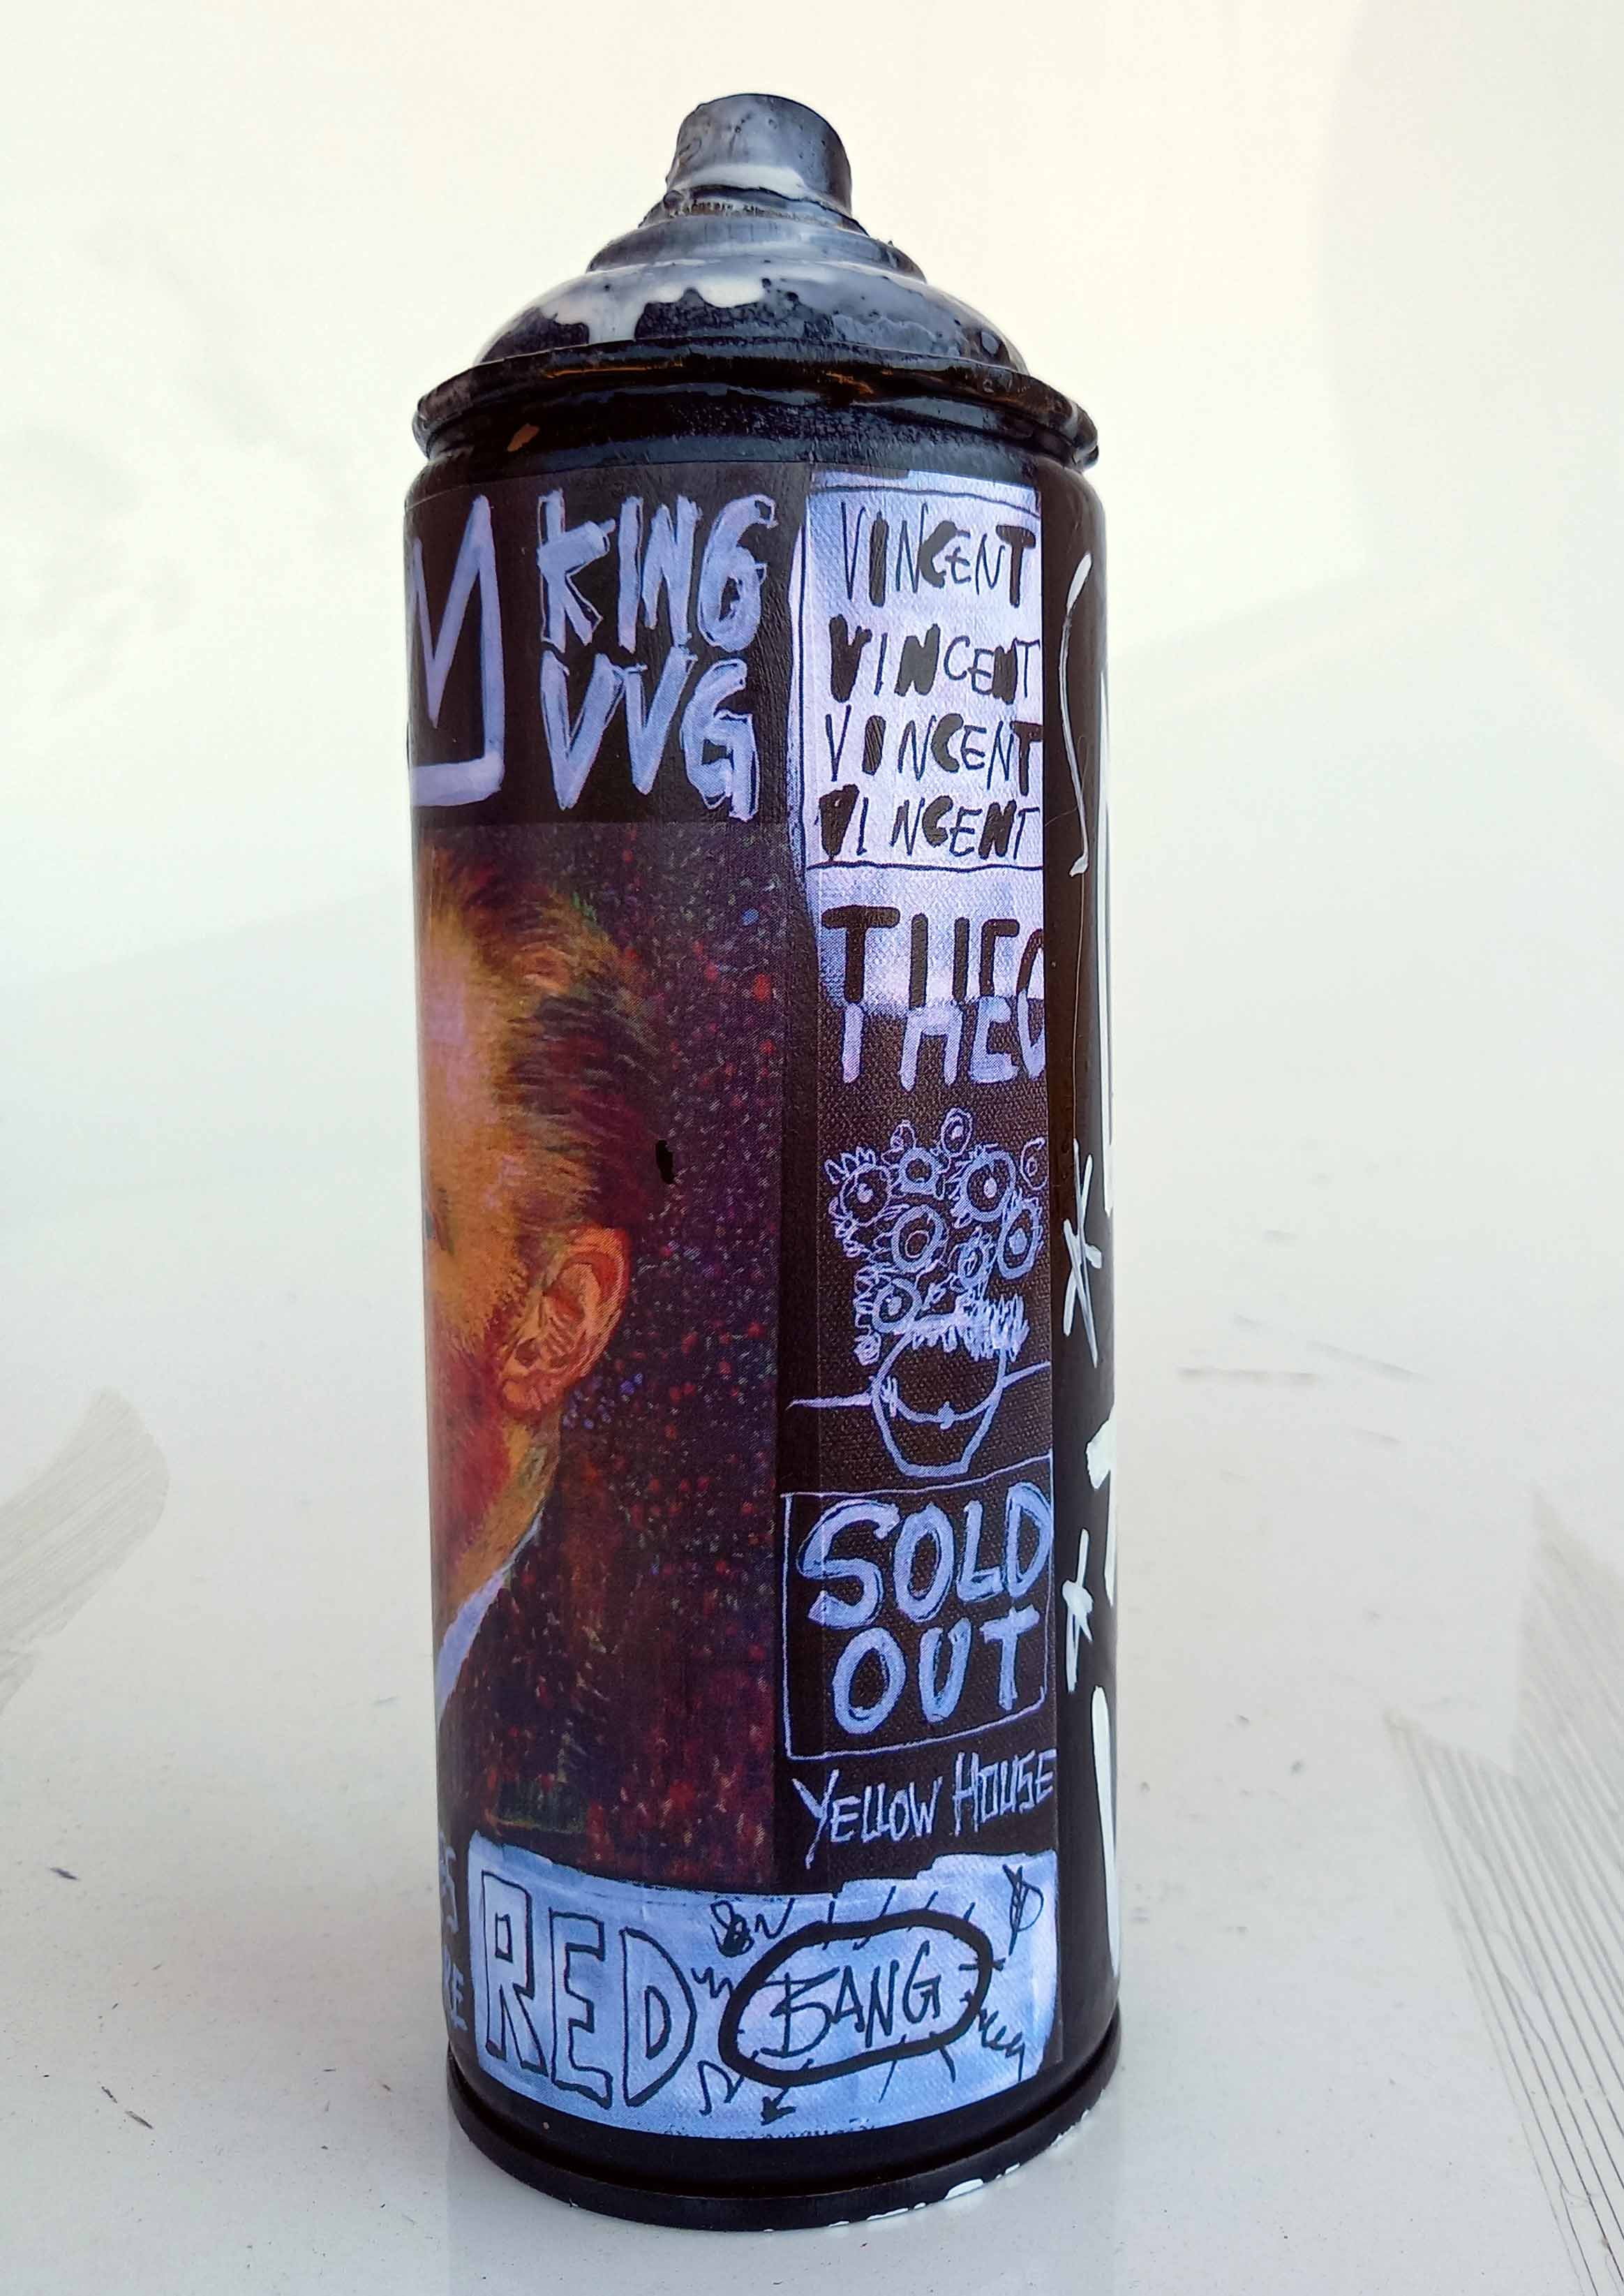 KING
VVG
VINCENT
VINCENT
VINCENT
VINCENT
THEO
THEO
SOLD
OUT
YELLOW HOUSE
RED
BANG